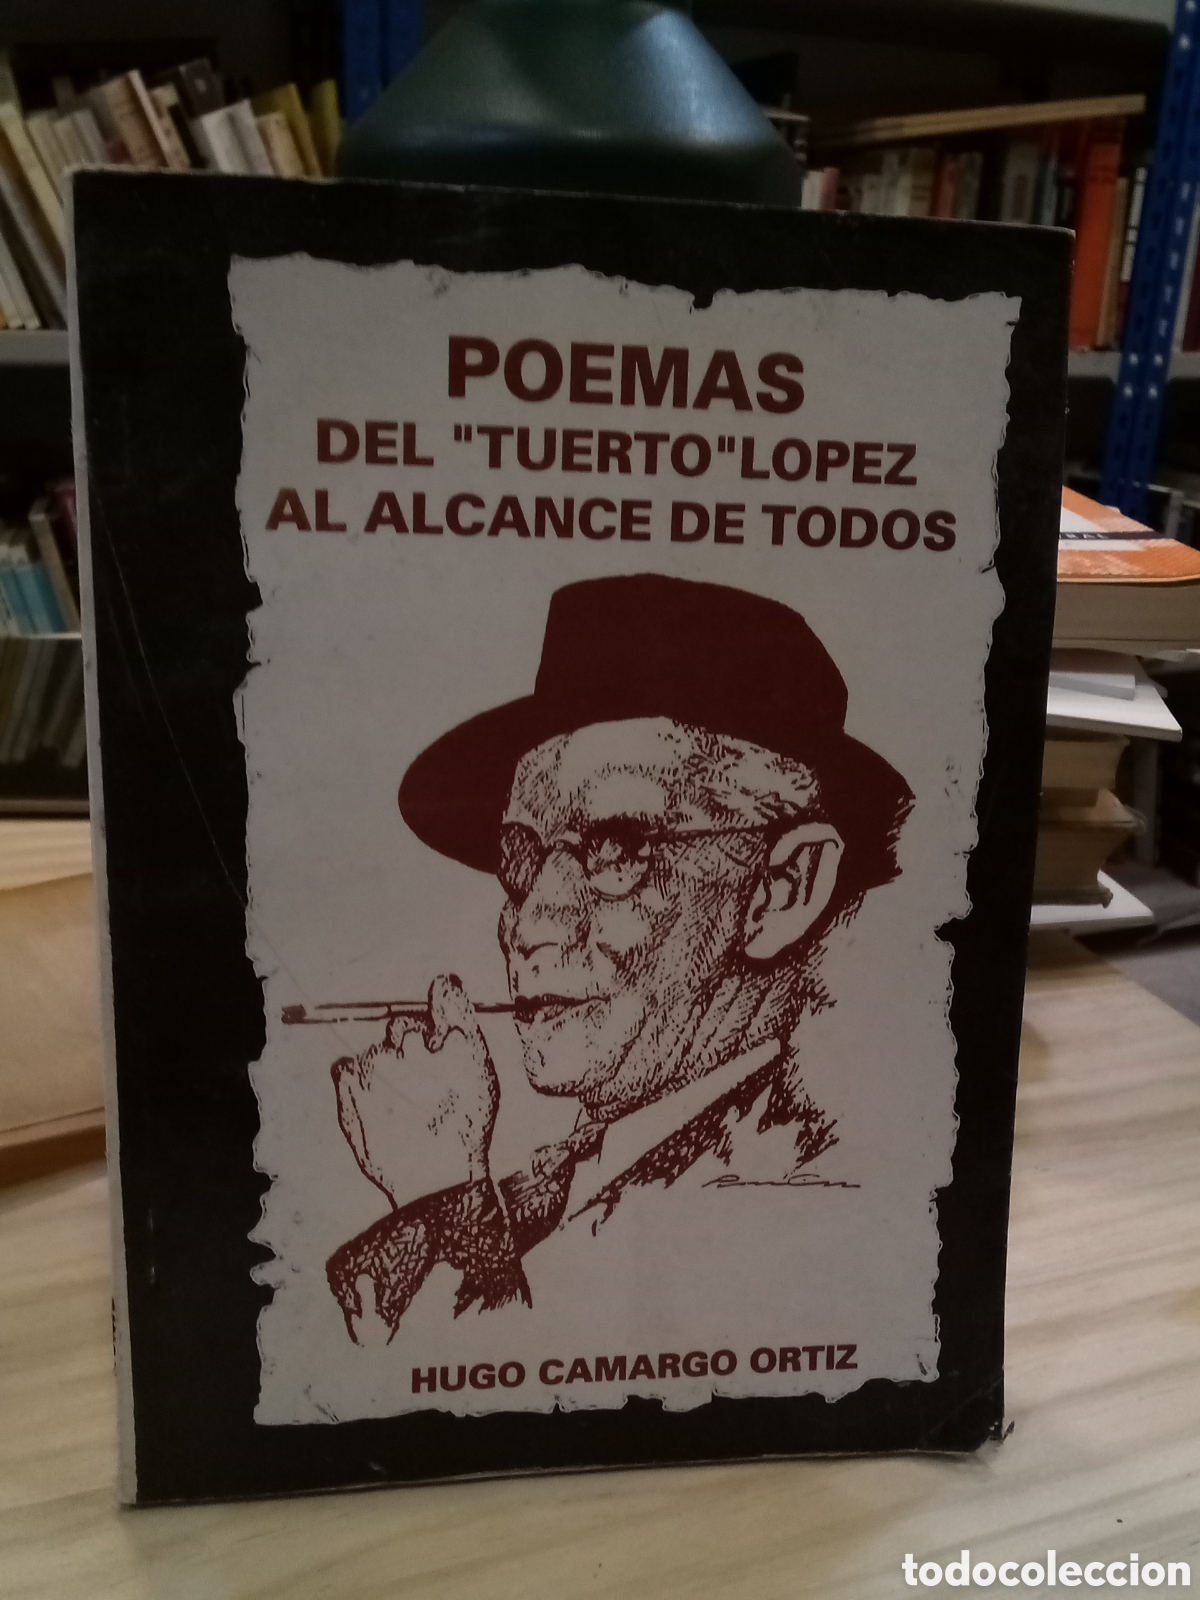 POEMAS
DEL "TUERTO" LOPEZ
AL ALCANCE DE TODOS
HUGO CAMARGO ORTIZ
todocoleccion